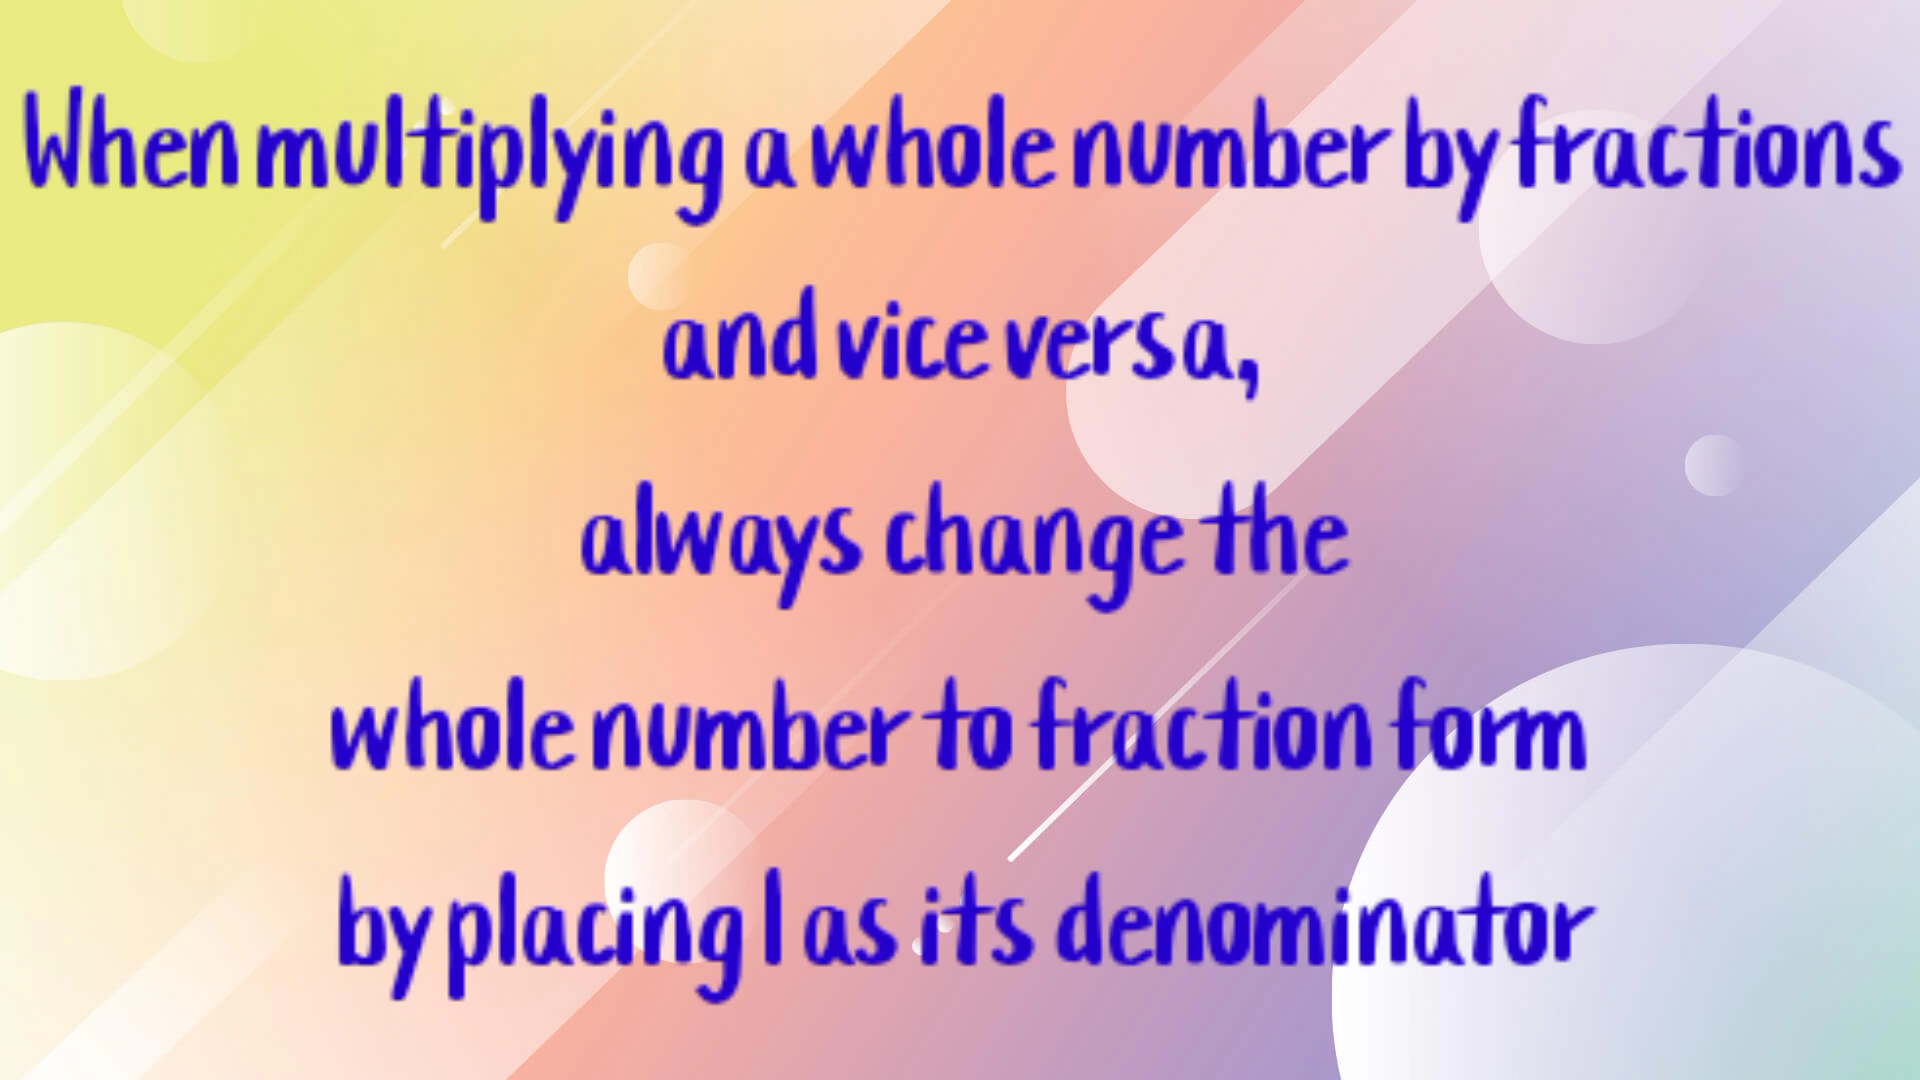 When multiplying a whole number by fractions
and vice versa,
always change the
whole number to fraction form
by placing 1 as its denominator